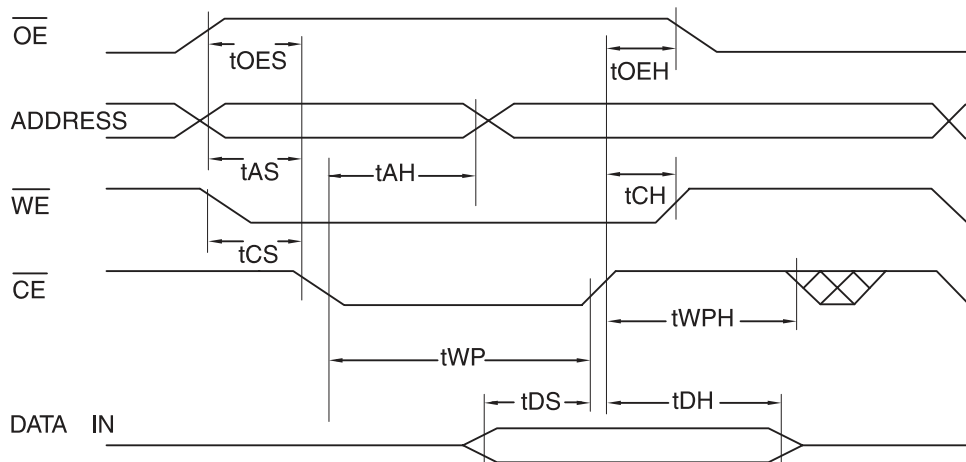 OE
tOES
tOEH
ADDRESS
tAS
tAH
WE
tCH
tCS
CE
tWPH
tWP
tDS
tDH
DATA IN